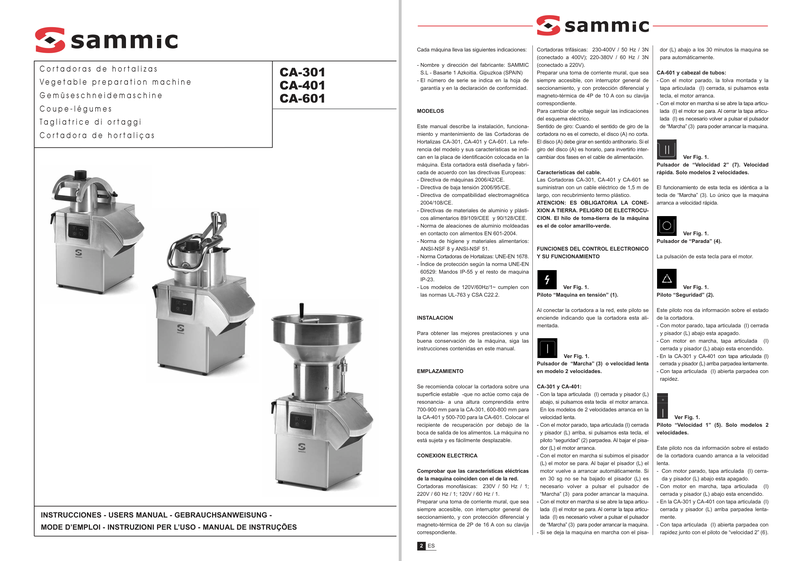 sammic
Cortadoras de hortalizas
Vegetable preparation machine
Gemüseschneidemaschine
Coupe-légumes
Tagliatrice di ortaggi
Cortadora de hortaliças
CA-301
CA-401
CA-601
INSTRUCCIONES - USERS MANUAL - GEBRAUCHSANWEISUNG -
MODE D'EMPLOI - INSTRUZIONI PER L'USO - MANUAL DE INSTRUÇÕES
sammic
Cada máquina lleva las siguientes indicaciones:
- Nombre y dirección del fabricante: SAMMIC
S.L - Basarte 1 Azkoitia. Gipuzkoa (SPAIN)
- El número de serie se indica en la hoja de
garantía y en la declaración de conformidad.
MODELOS
Este manual describe la instalación, funciona-
miento y mantenimiento de las Cortadoras de
Hortalizas CA-301, CA-401 y CA-601. La refe-
rencia del modelo y sus características se indi-
can en la placa de identificación colocada en la
máquina. Esta cortadora está diseñada y fabri-
cada de acuerdo con las directivas Europeas:
- Directiva de máquinas 2006/42/CE.
- Directiva de baja tensión 2006/95/CE
- Directiva de compatibilidad electromagnética
2004/108/CE.
- Directivas de materiales de aluminio y plásti-
cos alimentarios 89/109/CEE y 90/128/CEE.
- Norma de aleaciones de aluminio moldeadas
en contacto con alimentos EN 601-2004.
- Norma de higiene y materiales alimentarios:
ANSI-NSF 8 y ANSI-NSF 51.
- Norma Cortadoras de Hortalizas: UNE-EN 1678.
- Índice de protección según la norma UNE-EN
60529: Mandos IP-55 y el resto de maquina
IP-23.
- Los modelos de 120V/60Hz/1~ cumplen con
las normas UL-763 y CSA C22.2.
INSTALACION
Para obtener las mejores prestaciones y una
buena conservación de la máquina, siga las
instrucciones contenidas en este manual.
EMPLAZAMIENTO
Se recomienda colocar la cortadora sobre una
superficie estable -que no actúe como caja de
resonancia- a una altura comprendida entre
700-900 mm para la CA-301, 600-800 mm para
la CA-401 y 500-700 para la CA-601. Colocar el
recipiente de recuperación por debajo de la
boca de salida de los alimentos. La máquina no
está sujeta y es fácilmente desplazable.
CONEXION ELECTRICA
Comprobar que las características eléctricas
de la maquina coinciden con el de la red.
Cortadoras monofásicas: 230V / 50 Hz / 1;
220V / 60 Hz / 1; 120V / 60 Hz / 1.
Preparar una toma de corriente mural, que sea
siempre accesible, con interruptor general de
seccionamiento, y con protección diferencial y
magneto-térmica de 2P de 16 A con su clavija
correspondiente.
Cortadoras trifásicas: 230-400V / 50 Hz / 3N
(conectado a 400V); 220-380V / 60 Hz / 3N
(conectado a 220V).
Preparar una toma de corriente mural, que sea
siempre accesible, con interruptor general de
seccionamiento, y con protección diferencial y
magneto-térmica de 4P de 10 A con su clavija
correspondiente.
Para cambiar de voltaje seguir las indicaciones
del esquema eléctrico.
Sentido de giro: Cuando el sentido de giro de la
cortadora no es el correcto, el disco (A) no corta.
El disco (A) debe girar en sentido antihorario. Si el
giro del disco (A) es horario, para invertirlo inter-
cambiar dos fases en el cable de alimentación.
Características del cable.
Las Cortadoras CA-301, CA-401 y CA-601 se
suministran con un cable eléctrico de 1,5 m de
largo, con recubrimiento termo plástico.
ATENCION: ES OBLIGATORIA LA CONE-
XION A TIERRA. PELIGRO DE ELECTROCU-
CION. El hilo de toma-tierra de la máquina
es el de color amarillo-verde.
FUNCIONES DEL CONTROL ELECTRONICO
Y SU FUNCIONAMIENTO
Ver Fig. 1.
Piloto "Maquina en tensión" (1).
Al conectar la cortadora a la red, este piloto se
enciende indicando que la cortadora esta ali-
mentada.
Ver Fig. 1.
Pulsador de "Marcha" (3) o velocidad lenta
en modelo 2 velocidades.
CA-301 y CA-401:
- Con la tapa articulada (I) cerrada y pisador (L)
abajo, si pulsamos esta tecla el motor arranca.
En los modelos de 2 velocidades arranca en la
velocidad lenta.
- Con el motor parado, tapa articulada (I) cerrada
y pisador (L) arriba, si pulsamos esta tecla, el
piloto "seguridad" (2) parpadea. Al bajar el pisa-
dor (L) el motor arranca.
- Con el motor en marcha si subimos el pisador
(L) el motor se para. Al bajar el pisador (L) el
motor vuelve a arrancar automáticamente. Si
en 30 sg no se ha bajado el pisador (L) es
necesario volver a pulsar el pulsador de
"Marcha" (3) para poder arrancar la maquina.
- Con el motor en marcha si se abre la tapa articu-
lada (I) el motor se para. Al cerrar la tapa articu-
lada (I) es necesario volver a pulsar el pulsador
de "Marcha" (3) para poder arrancar la maquina.
- Si se deja la maquina en marcha con el pisa-
dor (L) abajo a los 30 minutos la maquina se
para automáticamente.
CA-601 y cabezal de tubos:
- Con el motor parado, la tolva montada y la
tapa articulada (I) cerrada, si pulsamos esta
tecla, el motor arranca.
- Con el motor en marcha si se abre la tapa articu-
lada (I) el motor se para. Al cerrar la tapa articu-
lada (I) es necesario volver a pulsar el pulsador
de "Marcha" (3) para poder arrancar la maquina.
Ver Fig. 1.
Pulsador de "Velocidad 2" (7). Velocidad
rápida. Solo modelos 2 velocidades.
El funcionamiento de esta tecla es idéntica a la
tecla de "Marcha" (3). Lo único que la maquina
arranca a velocidad rápida.
Ver Fig. 1.
Pulsador de "Parada" (4).
La pulsación de esta tecla para el motor.
Ver Fig. 1.
Piloto "Seguridad" (2).
Este piloto nos da información sobre el estado
de la cortadora.
- Con motor parado, tapa articulada (I) cerrada
y pisador (L) abajo esta apagado.
- Con motor en marcha, tapa articulada (I)
cerrada y pisador (L) abajo esta encendido.
- En la CA-301 y CA-401 con tapa articulada (I)
cerrada y pisador (L) arriba parpadea lentamente.
- Con tapa articulada (I) abierta parpadea con
rapidez.
Ver Fig. 1.
Piloto "Velocidad 1" (5). Solo modelos 2
velocidades.
Este piloto nos da información sobre el estado
de la cortadora cuando arranca a la velocidad
lenta.
- Con motor parado, tapa articulada (I) cerra-
da y pisador (L) abajo esta apagado.
- Con motor en marcha, tapa articulada (I)
cerrada y pisador (L) abajo esta encendido.
- En la CA-301 y CA-401 con tapa articulada (I)
cerrada y pisador (L) arriba parpadea lenta-
mente.
- Con tapa articulada (I) abierta parpadea con
rapidez junto con el piloto de "velocidad 2" (6).
2 ES